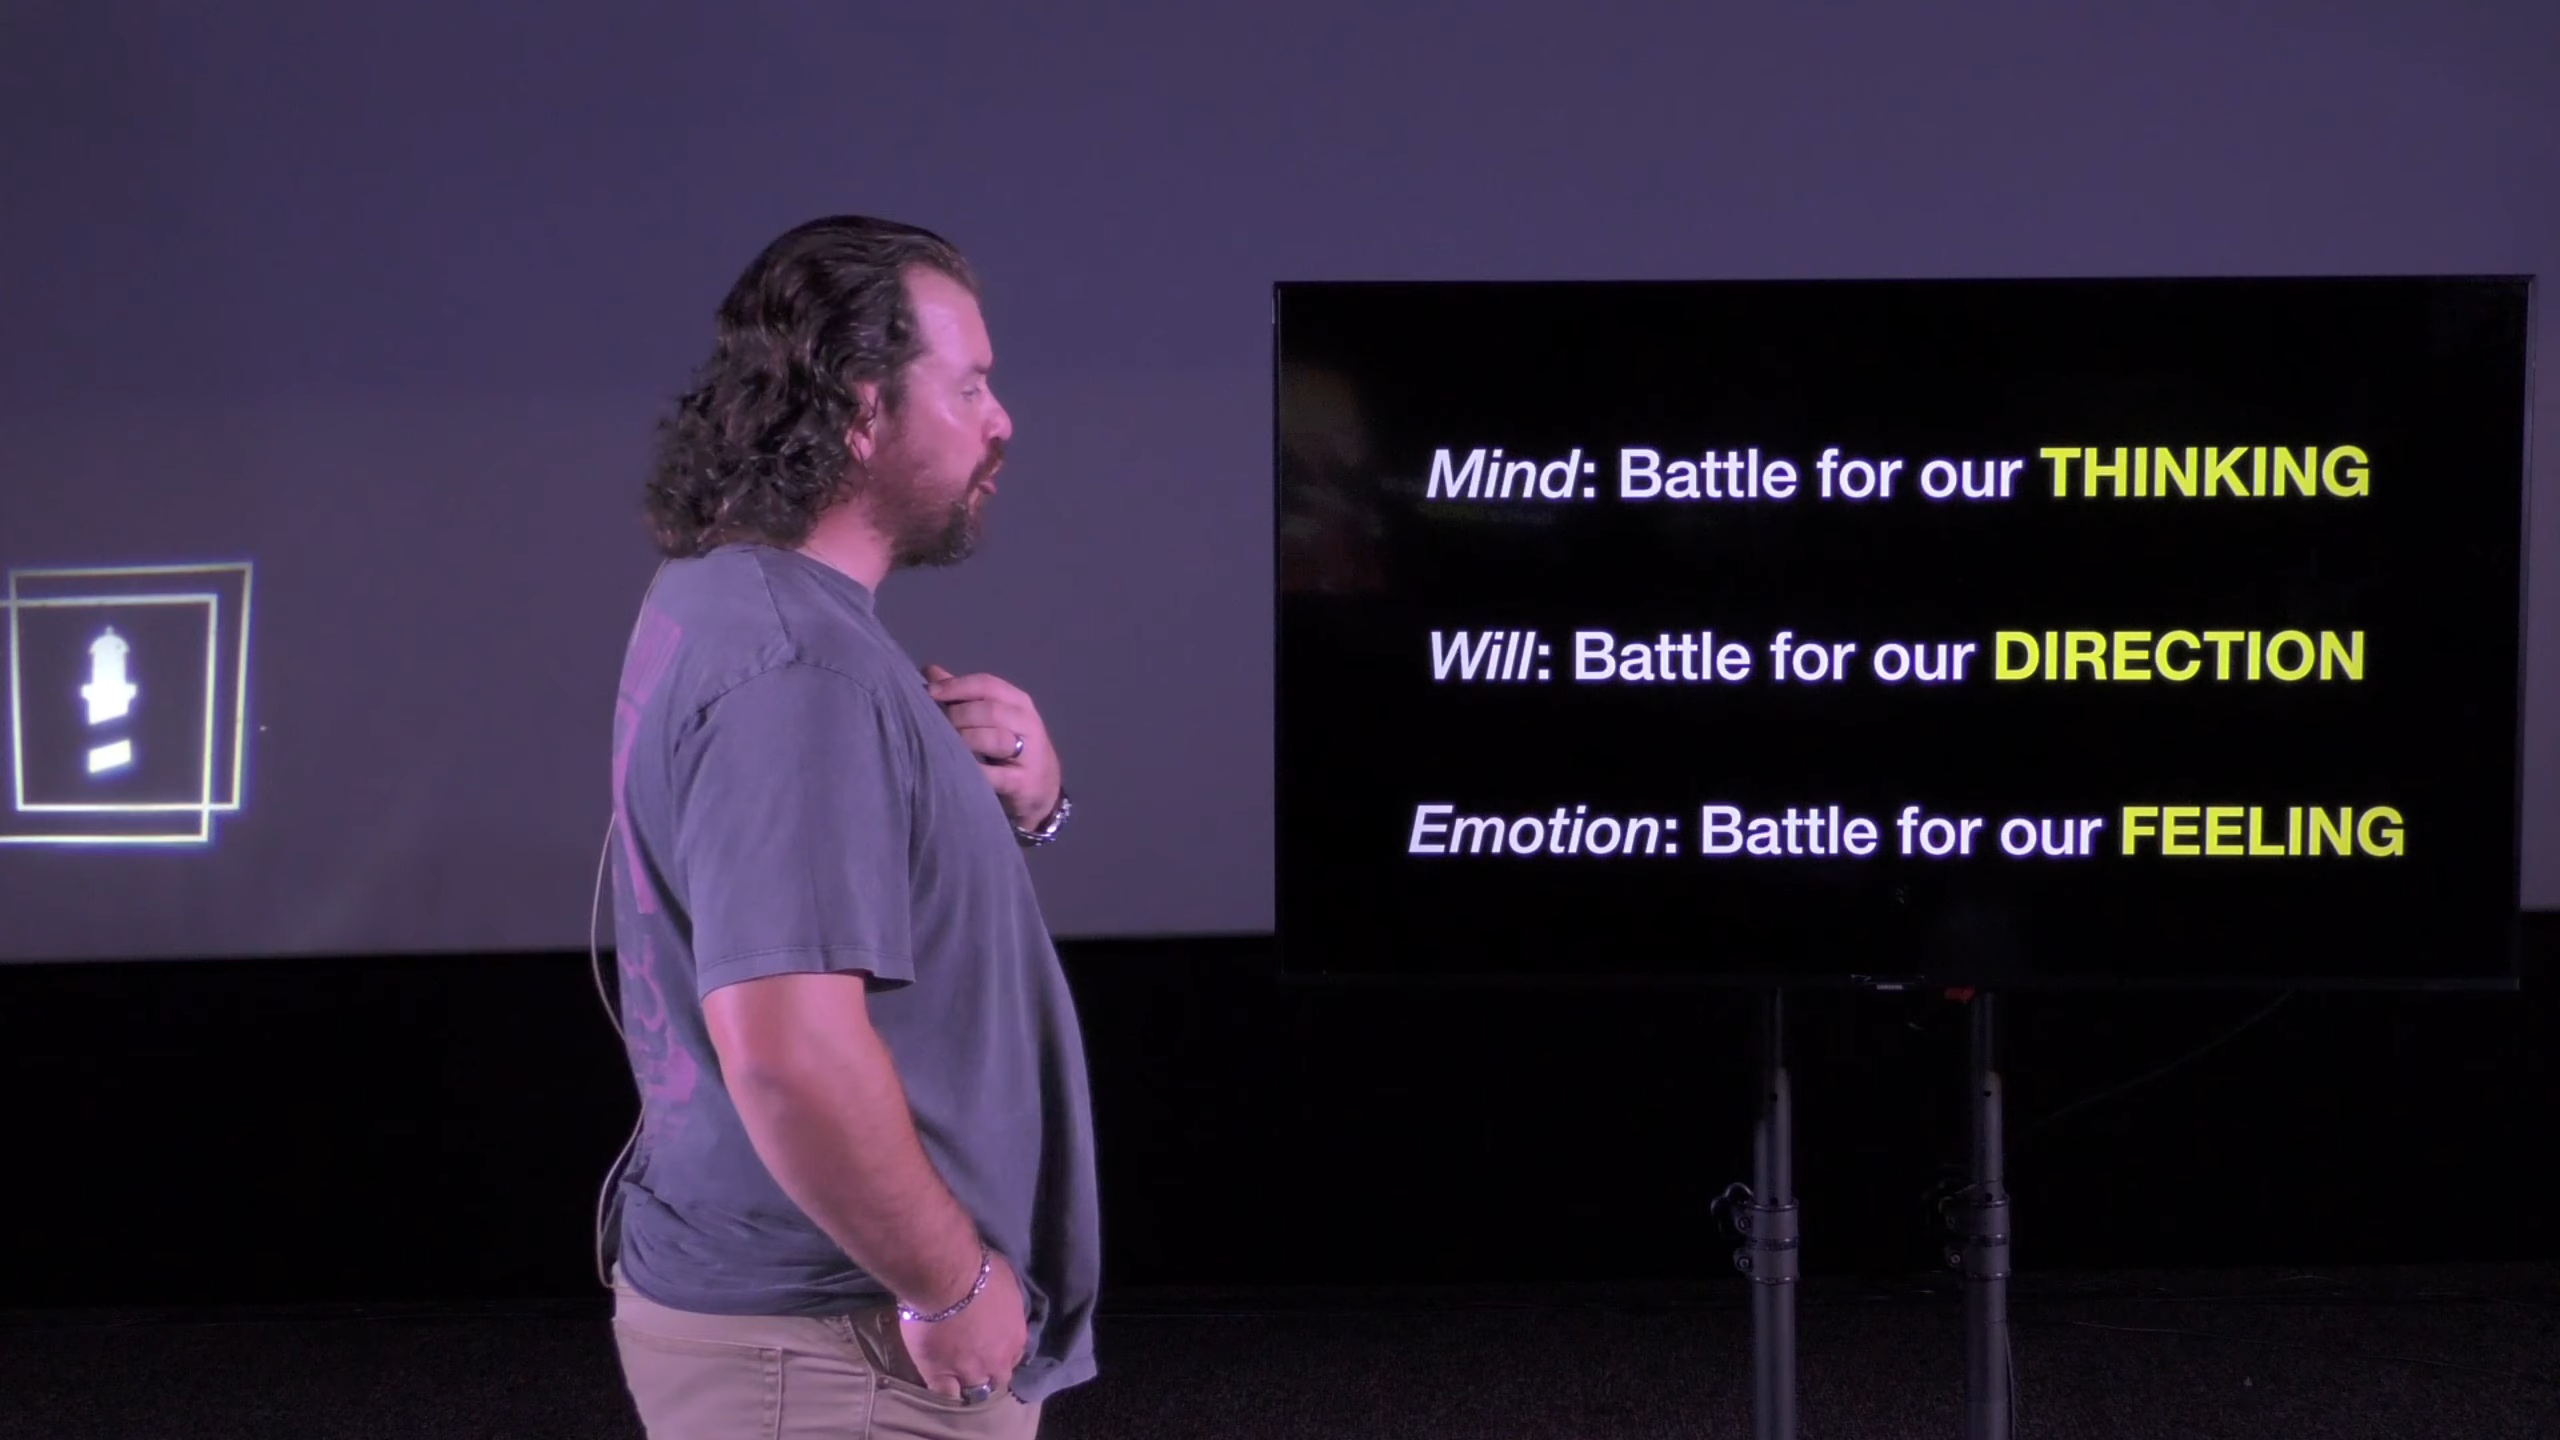 Mind: Battle for our THINKING
Will: Battle for our DIRECTION
Emotion: Battle for our FEELING